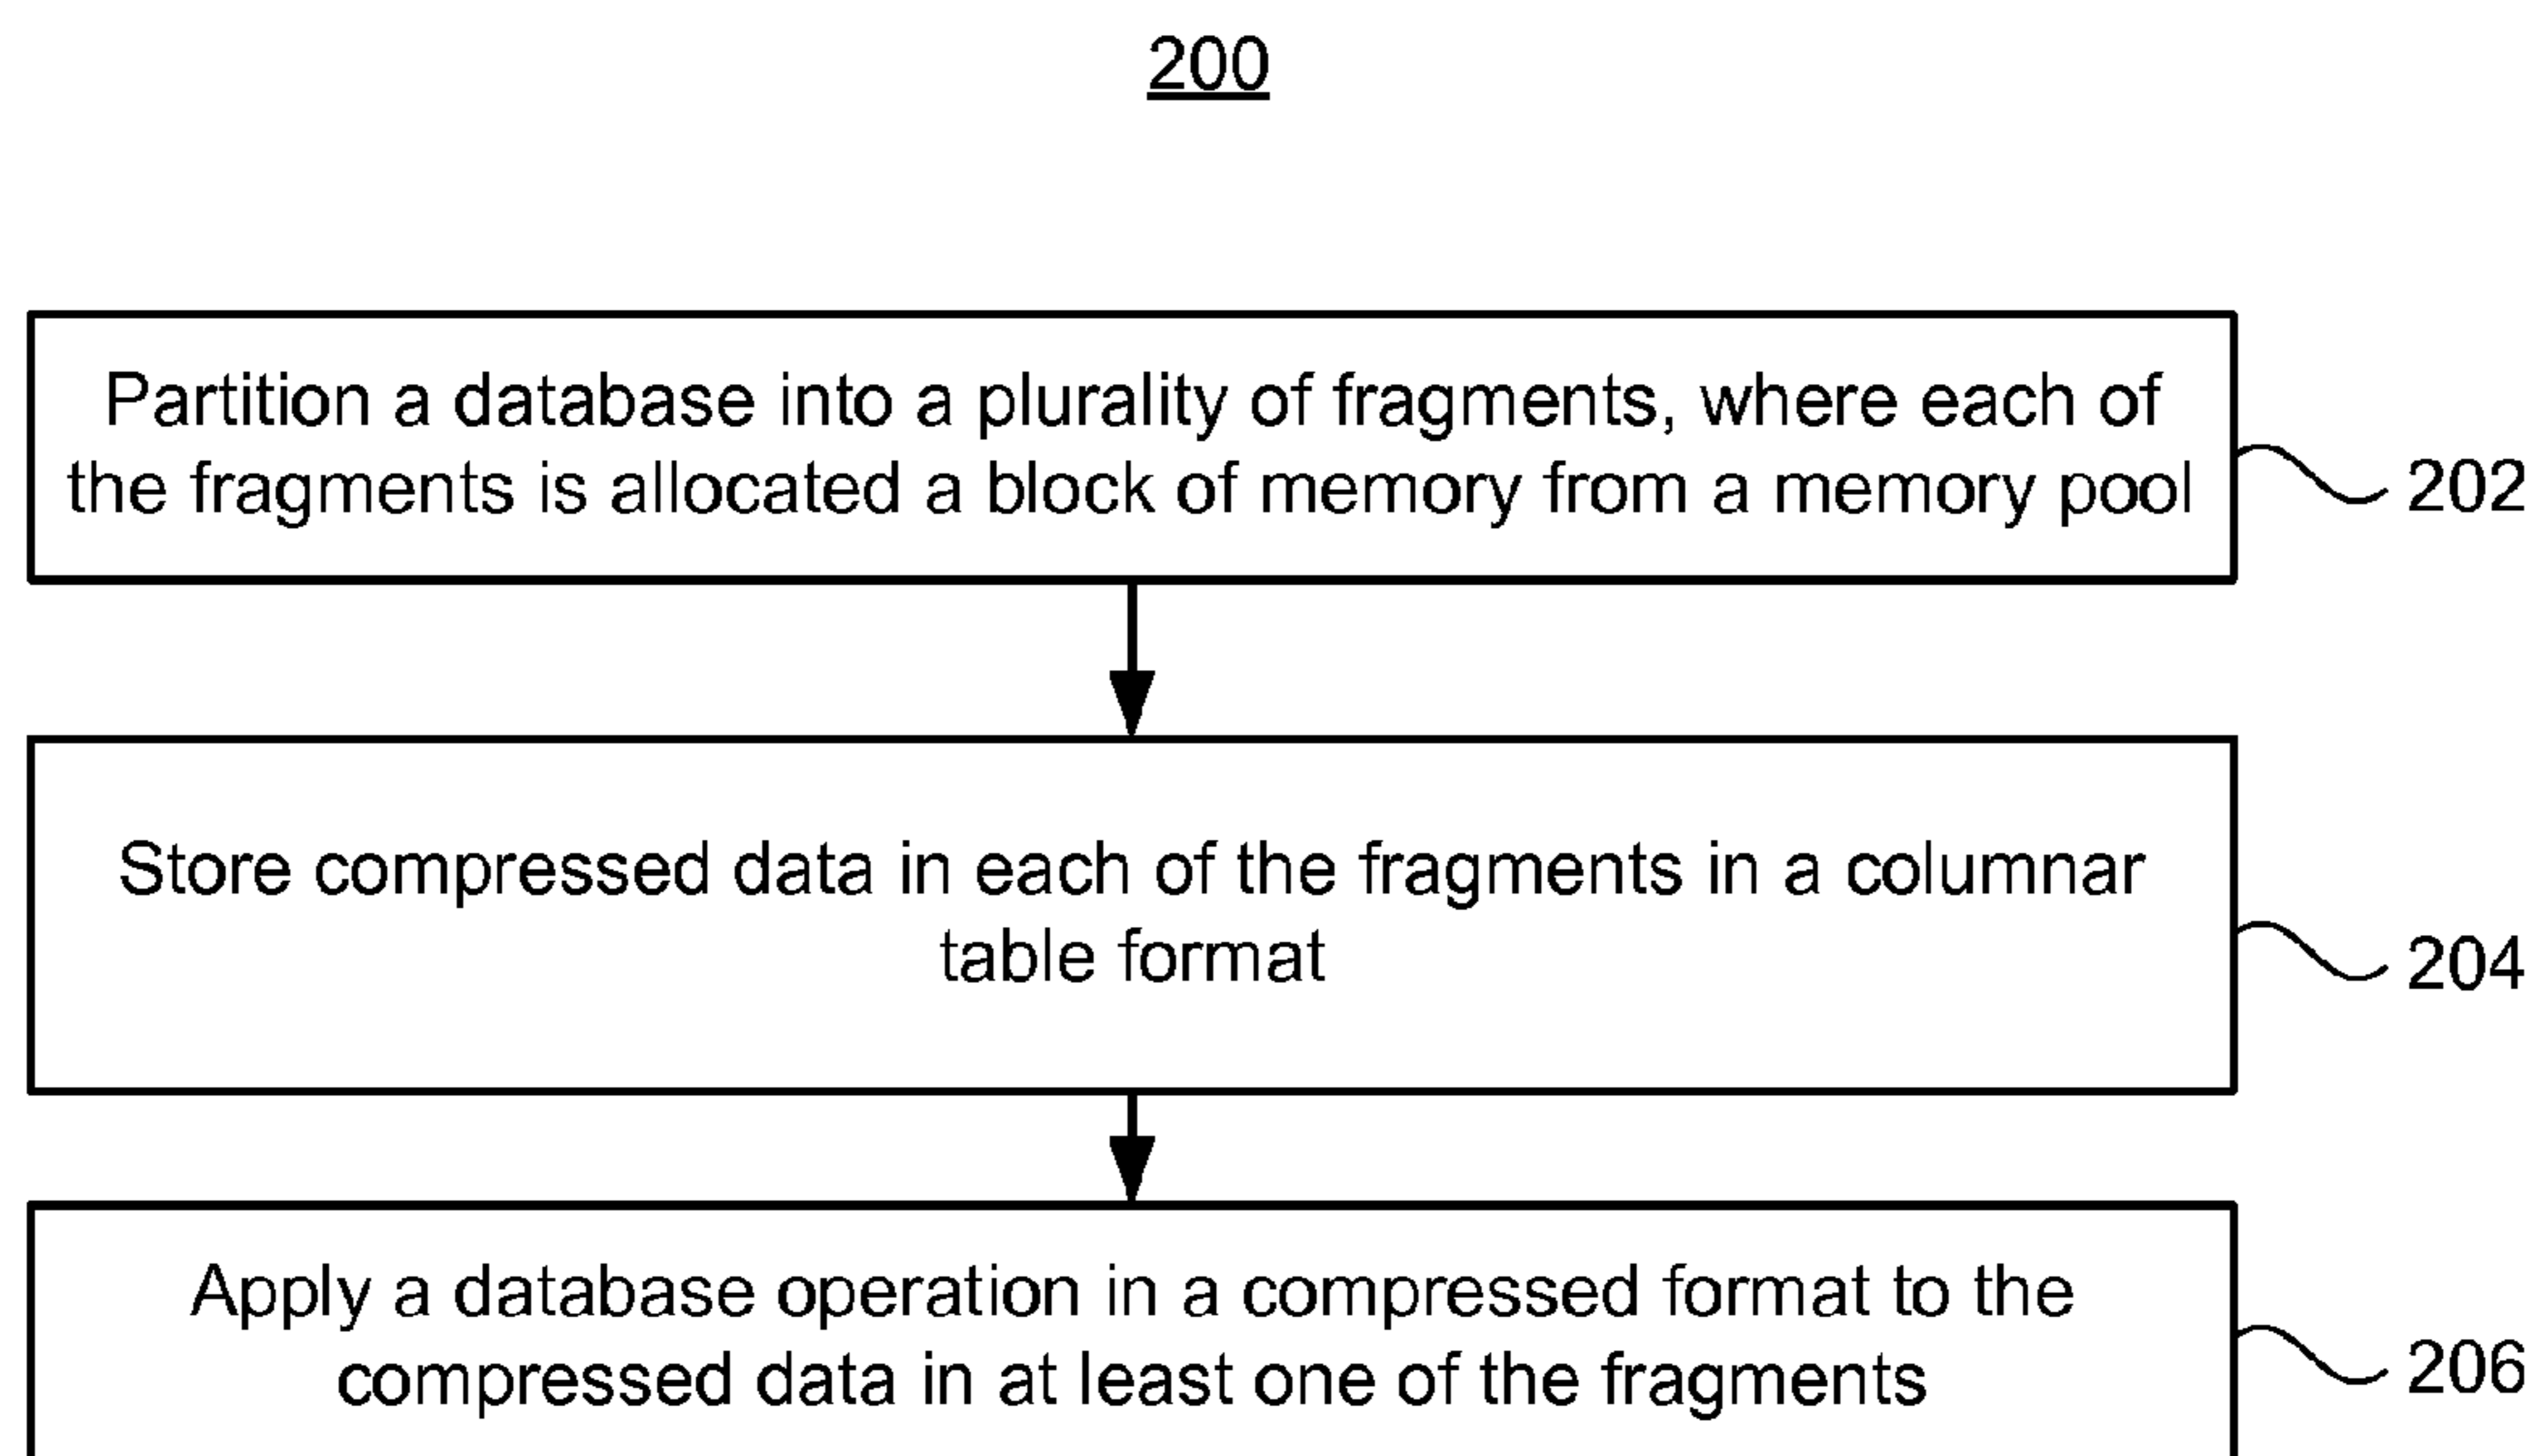 200
Partition a database into a plurality of fragments, where each of
the fragments is allocated a block of memory from a memory pool
202
Store compressed data in each of the fragments in a columnar
table format
204
Apply a database operation in a compressed format to the
compressed data in at least one of the fragments
206